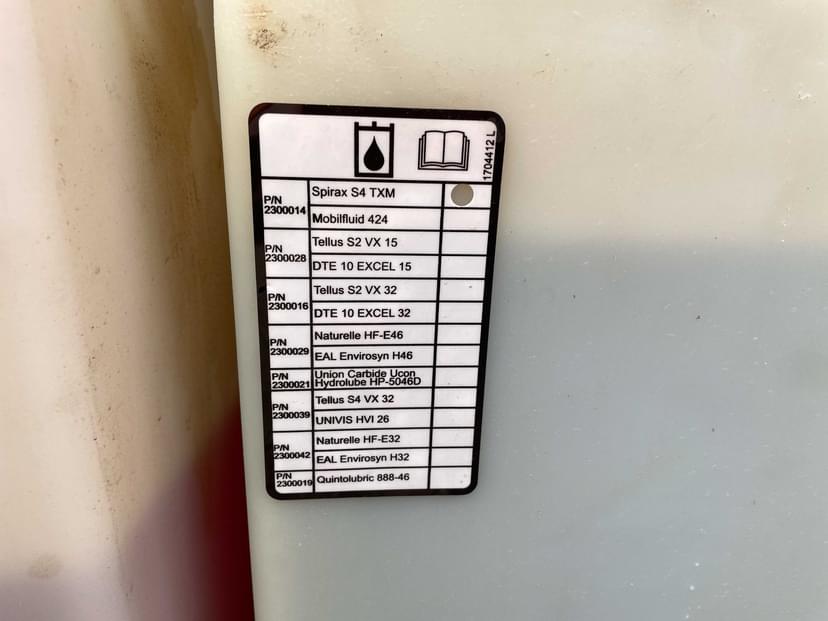 1704412 L
P/N
2300014
Spirax S4 TXM
Mobilfluid 424
P/N
2300028
Tellus S2 VX 15
DTE 10 EXCEL 15
P/N
2300016
Tellus S2 VX 32
DTE 10 EXCEL 32
P/N
2300029
Naturelle HF-E46
EAL Envirosyn H46
P/N
2300021
Union Carbide Ucon
Hydrolube HP-5046D
P/N
2300039
Tellus S4 VX 32
UNIVIS HVI 26
P/N
2300042
Naturelle HF-E32
EAL Envirosyn H32
P/N
2300019
Quintolubric 888-46